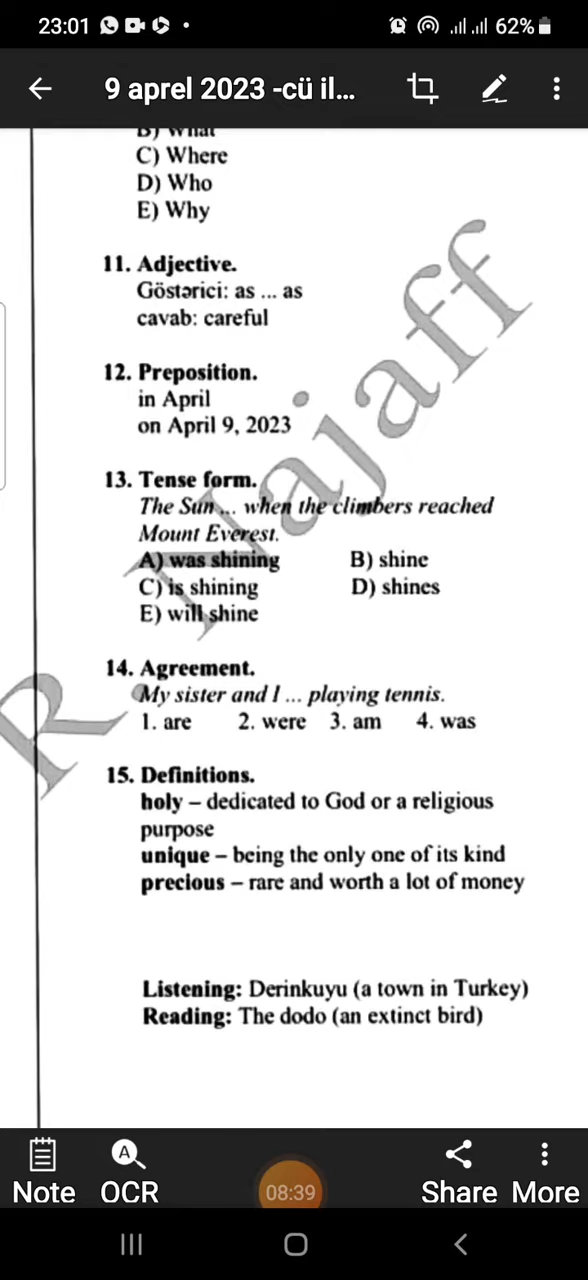 23:01 62%
9 aprel 2023 -cü il...
B) What
C) Where
D) Who
E) Why
11. Adjective.
Göstərici: as ... as
cavab: careful
12. Preposition.
in April
on April 9, 2023
13. Tense form.
The Sun ... when the climbers reached
Mount Everest.
A) was shining B) shine
C) is shining D) shines
E) will shine
14. Agreement.
My sister and I ... playing tennis.
1. are 2. were 3. am 4. was
15. Definitions.
holy – dedicated to God or a religious
purpose
unique – being the only one of its kind
precious – rare and worth a lot of money
Listening: Derinkuyu (a town in Turkey)
Reading: The dodo (an extinct bird)
R. Najaff
Note OCR 08:39 Share More